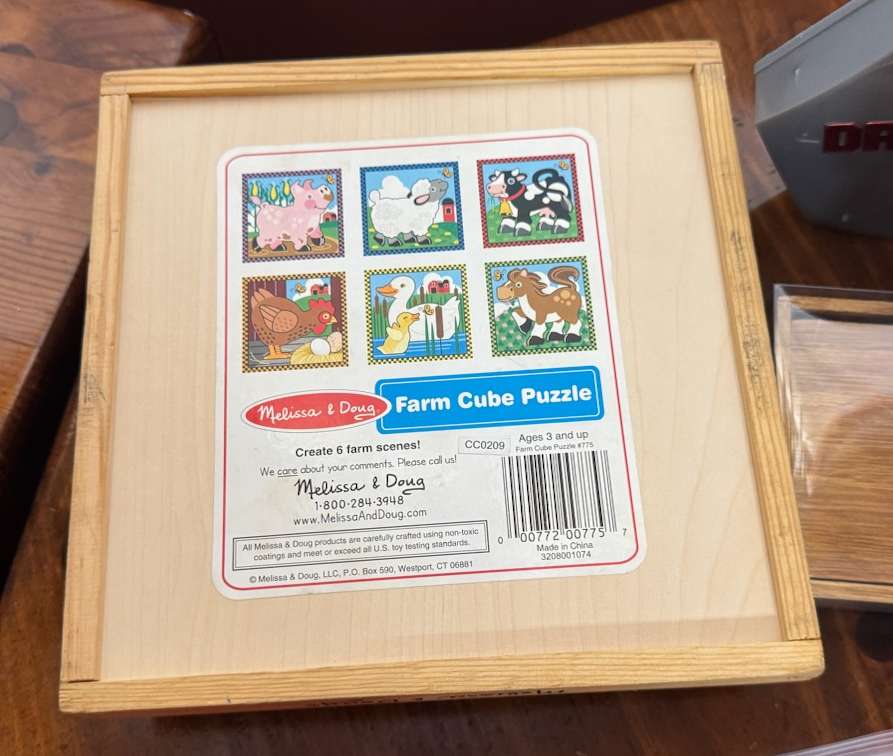 DR
Melissa & Doug
Farm Cube Puzzle
Create 6 farm scenes!
CC0209
Ages 3 and up
Farm Cube Puzzle #775
We care about your comments. Please call us!
Melissa & Doug
1-800-284-3948
www.MelissaAndDoug.com
All Melissa & Doug products are carefully crafted using non-toxic
coatings and meet or exceed all U.S. toy testing standards.
© Melissa & Doug, LLC, P.O. Box 590, Westport, CT 06881
0 00772 00775 7
Made in China
3208001074